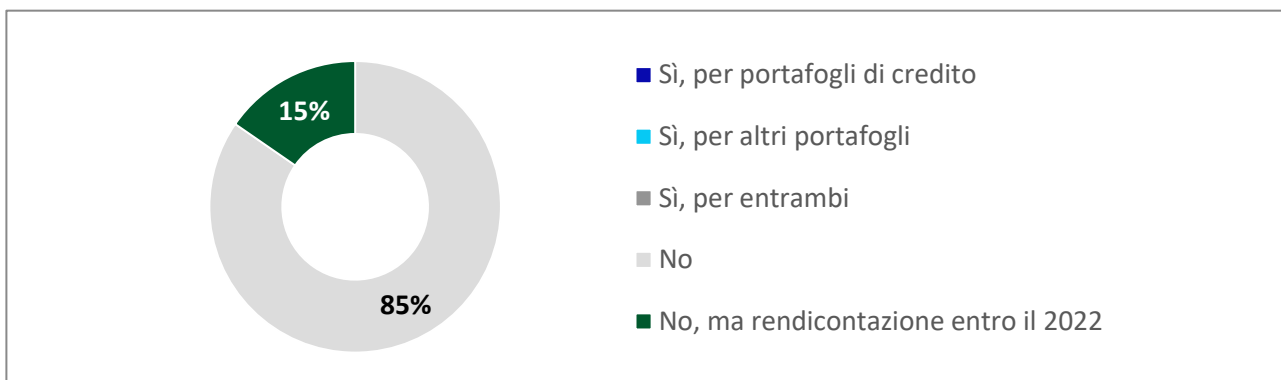 15%
85%
Sì, per portafogli di credito
Sì, per altri portafogli
Sì, per entrambi
No
No, ma rendicontazione entro il 2022